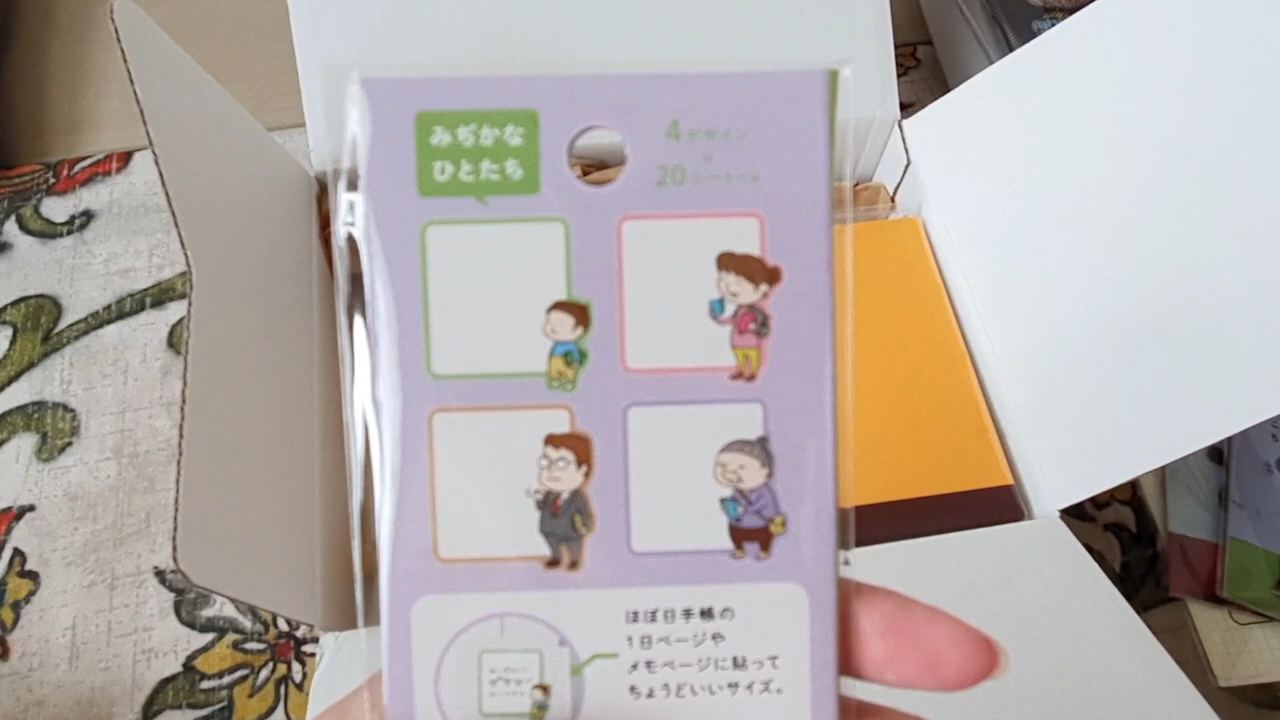 みぢかな
ひとたち
4デザイン
×
20
ほぼ日手帳の
1日ページや
メモページに貼って
ちょうどいいサイズ。